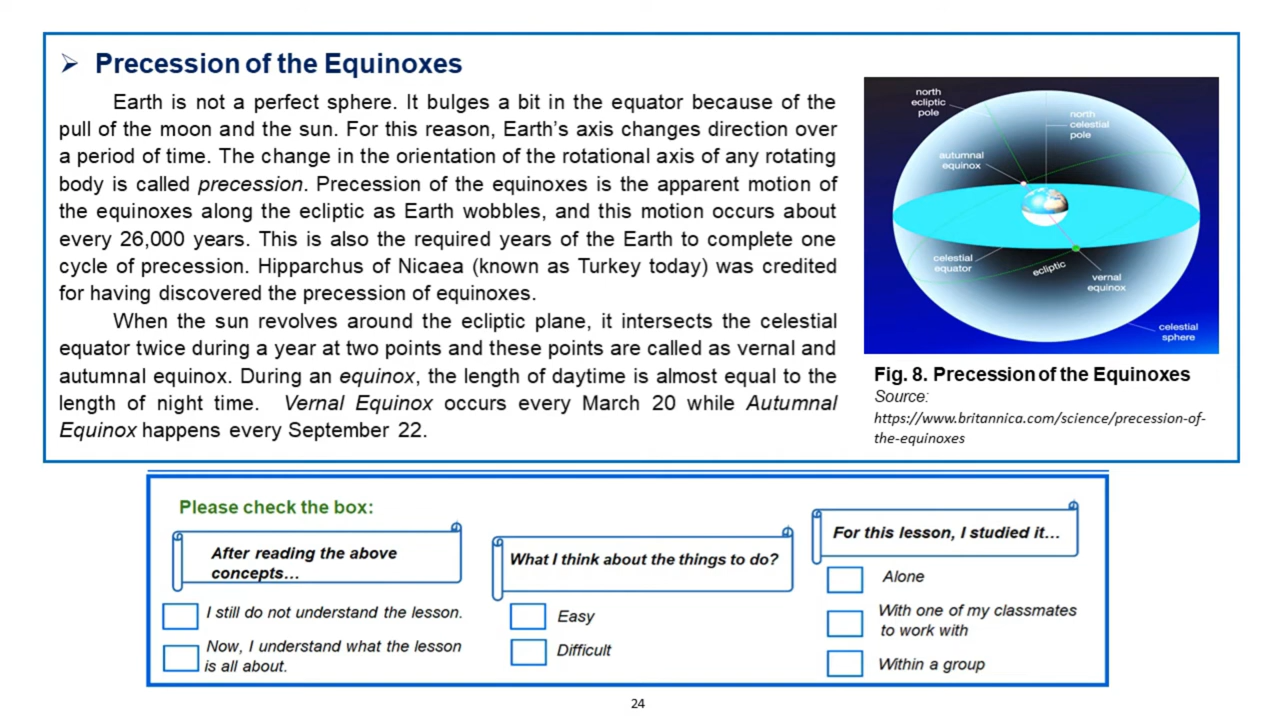 Precession of the Equinoxes
Earth is not a perfect sphere. It bulges a bit in the equator because of the
pull of the moon and the sun. For this reason, Earth's axis changes direction over
a period of time. The change in the orientation of the rotational axis of any rotating
body is called precession. Precession of the equinoxes is the apparent motion of
the equinoxes along the ecliptic as Earth wobbles, and this motion occurs about
every 26,000 years. This is also the required years of the Earth to complete one
cycle of precession. Hipparchus of Nicaea (known as Turkey today) was credited
for having discovered the precession of equinoxes.
When the sun revolves around the ecliptic plane, it intersects the celestial
equator twice during a year at two points and these points are called as vernal and
autumnal equinox. During an equinox, the length of daytime is almost equal to the
length of night time. Vernal Equinox occurs every March 20 while Autumnal
Equinox happens every September 22.
north
ecliptic
pole
north
celestial
pole
autumnal
equinox
celestial
equator
ecliptic
vernal
equinox
celestial
sphere
Fig. 8. Precession of the Equinoxes
Source:
https://www.britannica.com/science/precession-of-
the-equinoxes
Please check the box:
After reading the above
concepts…
I still do not understand the lesson.
Now, I understand what the lesson
is all about.
What I think about the things to do?
Easy
Difficult
For this lesson, I studied it…
Alone
With one of my classmates
to work with
Within a group
24